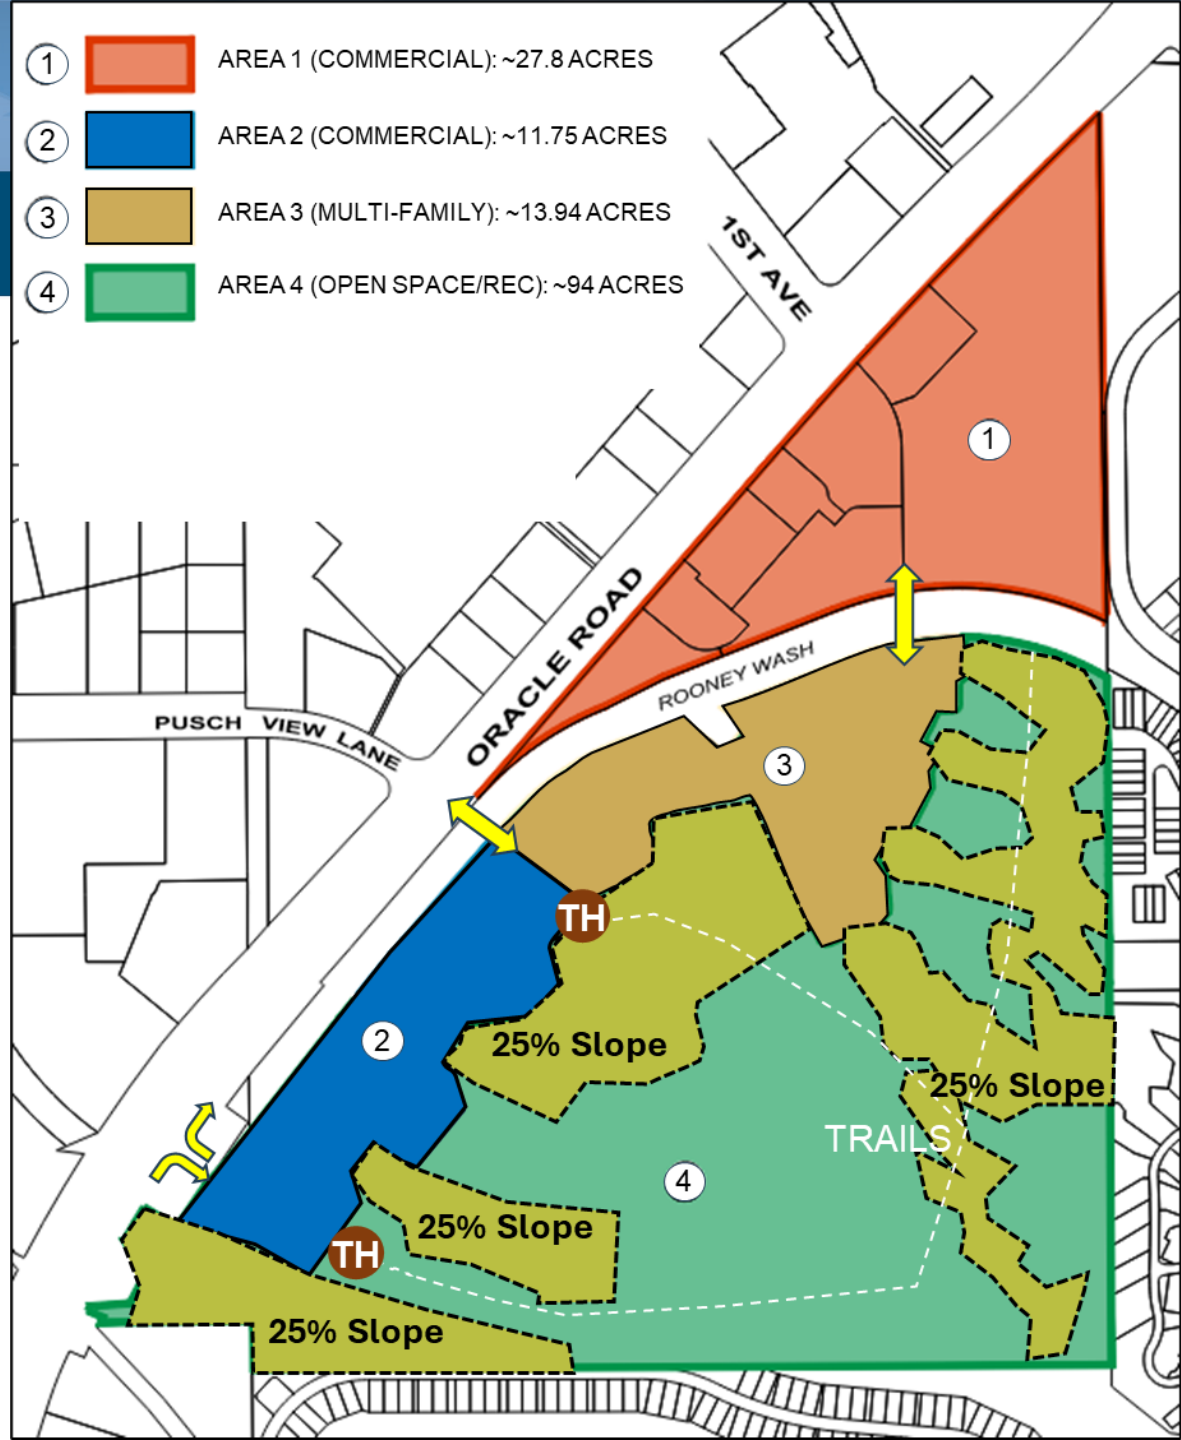 1 AREA 1 (COMMERCIAL): ~27.8 ACRES
2 AREA 2 (COMMERCIAL): ~11.75 ACRES
3 AREA 3 (MULTI-FAMILY): ~13.94 ACRES
4 AREA 4 (OPEN SPACE/REC): ~94 ACRES
1ST AVE
1
ORACLE ROAD
ROONEY WASH
PUSCH VIEW LANE
3
TH
2
25% Slope
25% Slope
TRAILS
4
25% Slope
TH
25% Slope